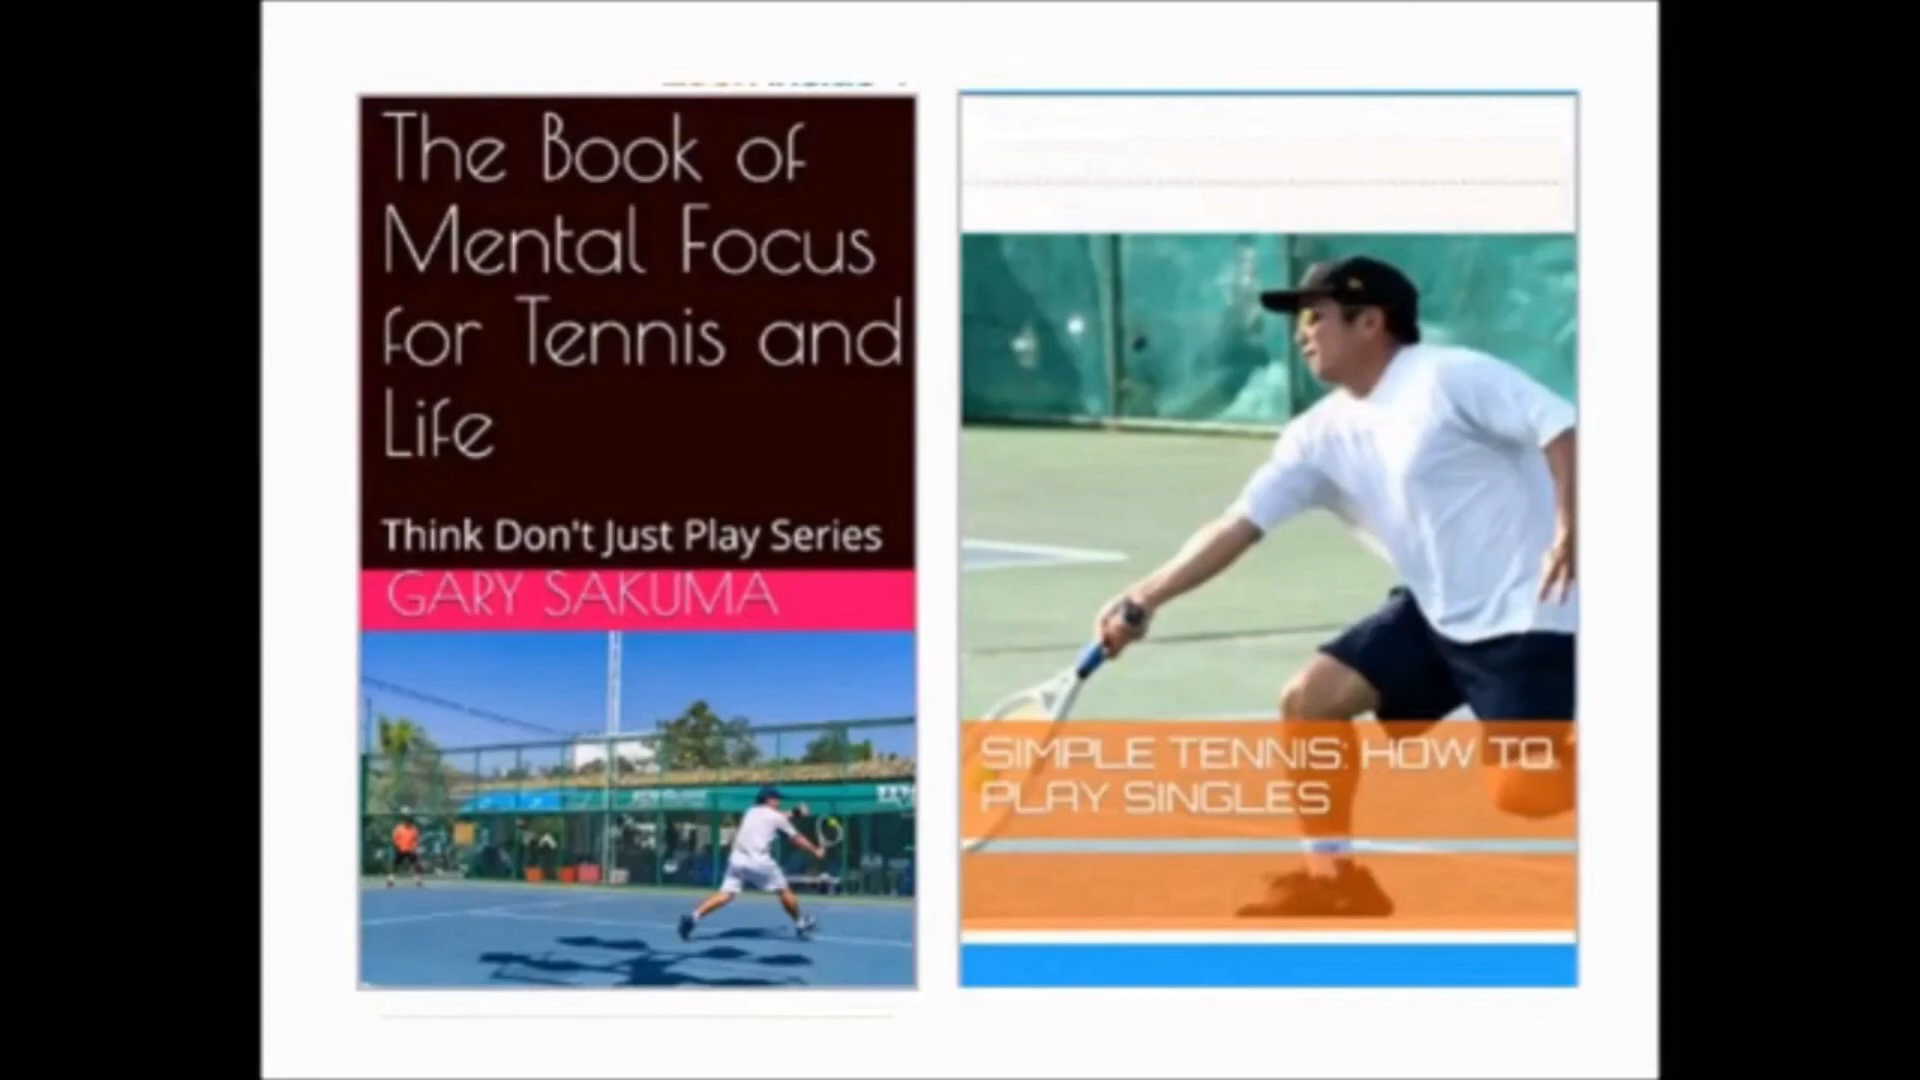 The Book of
Mental Focus
for Tennis and
Life
Think Don't Just Play Series
GARY SAKUMA
SIMPLE TENNIS: HOW TO
PLAY SINGLES